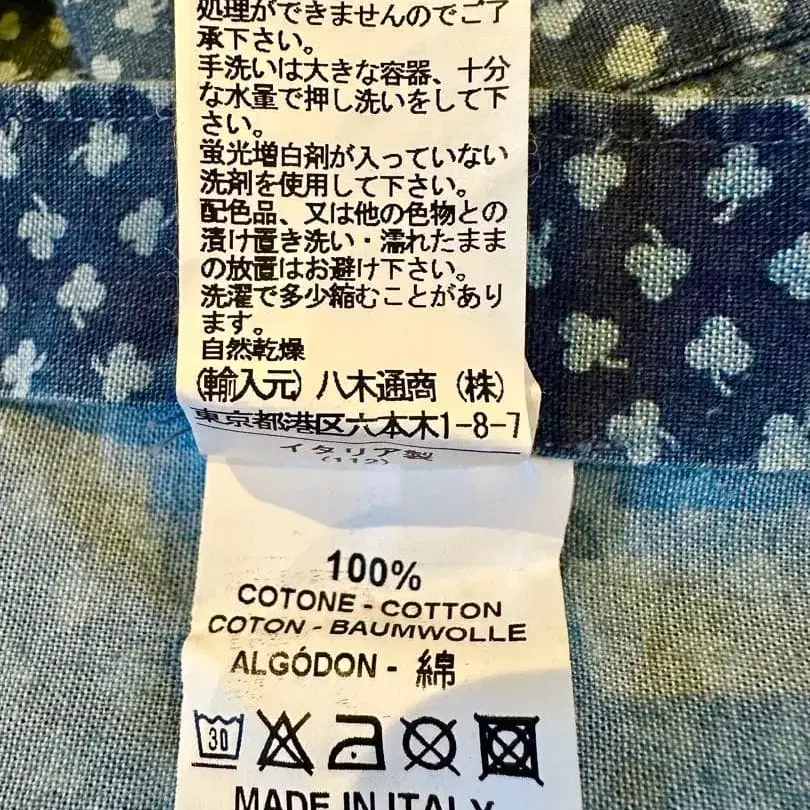 処理ができませんのでご了
承下さい。
手洗いは大きな容器、十分
な水量で押し洗いをして下
さい。
蛍光増白剤が入っていない
洗剤を使用して下さい。
配色品、又は他の色物との
漬け置き洗い・濡れたまま
の放置はお避け下さい。
洗濯で多少縮むことがあり
ます。
自然乾燥
(輸入元) 八木通商 (株)
東京都港区六本木1-8-7
イタリア製
(112)
100%
COTONE - COTTON
COTON - BAUMWOLLE
ALGÓDON - 綿
30
MADE IN ITALY